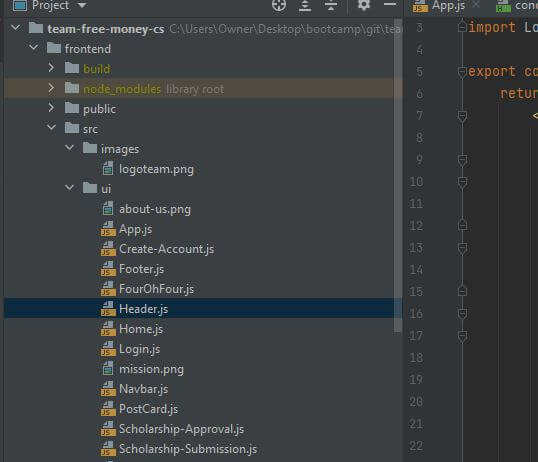 Project
App.js
team-free-money-cs C:\Users\Owner\Desktop\bootcamp\git\tea
3 import Lo
frontend
4
build
5 export co
node_modules library root
6 retur
public
7 <
src
8
images
9
logoteam.png
10
ui
11
about-us.png
App.js
12
Create-Account.js
13
Footer.js
14
FourOhFour.js
15
Header.js
16
Home.js
17
Login.js
18
mission.png
19
Navbar.js
20
PostCard.js
21
Scholarship-Approval.js
22
Scholarship-Submission.js